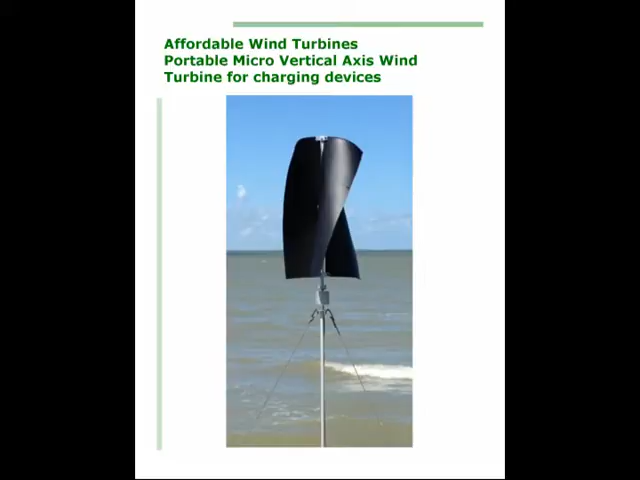 Affordable Wind Turbines
Portable Micro Vertical Axis Wind
Turbine for charging devices